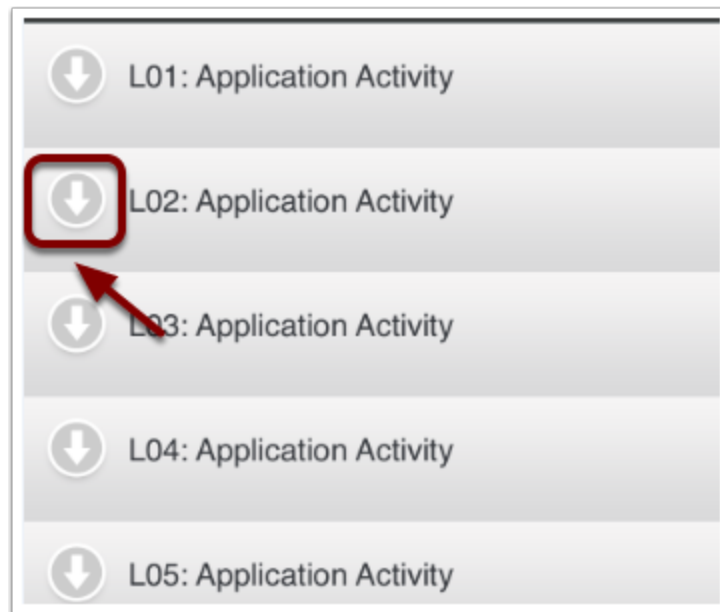 L01: Application Activity
L02: Application Activity
L03: Application Activity
L04: Application Activity
L05: Application Activity